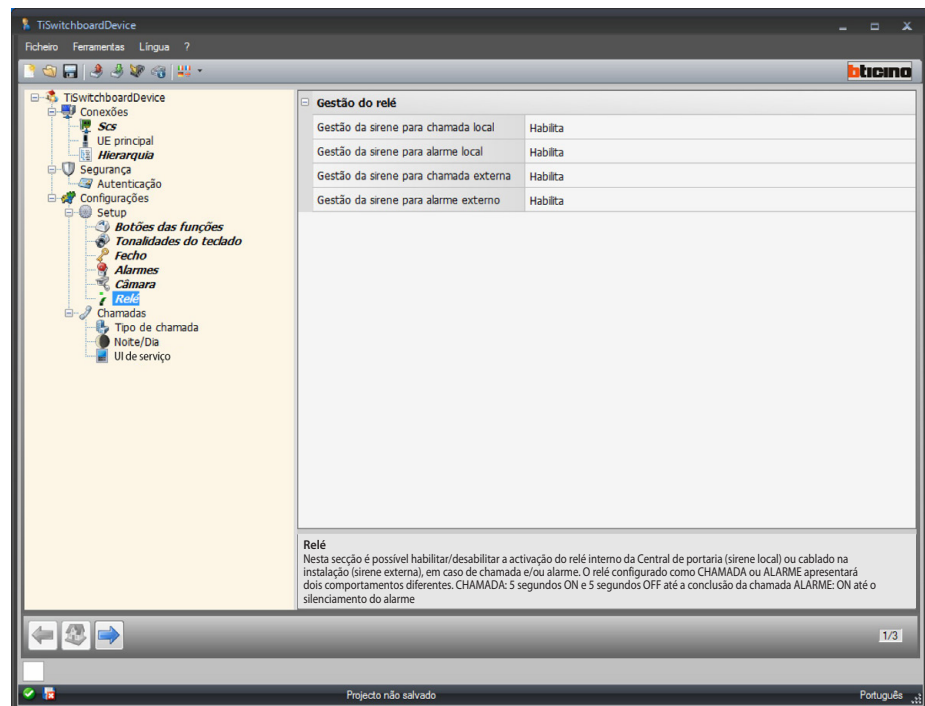 TiSwitchboardDevice
Ficheiro Ferramentas Língua ?
bticino
TiSwitchboardDevice
Conexões
Scs
UE principal
Hierarquia
Segurança
Autenticação
Configurações
Setup
Botões das funções
Tonalidades do teclado
Fecho
Alarmes
Câmara
Relé
Chamadas
Tipo de chamada
Noite/Dia
UI de serviço
Gestão do relé
Gestão da sirene para chamada local Habilita
Gestão da sirene para alarme local Habilita
Gestão da sirene para chamada externa Habilita
Gestão da sirene para alarme externo Habilita
Relé
Nesta secção é possível habilitar/desabilitar a activação do relé interno da Central de portaria (sirene local) ou cablado na
instalação (sirene externa), em caso de chamada e/ou alarme. O relé configurado como CHAMADA ou ALARME apresentará
dois comportamentos diferentes. CHAMADA: 5 segundos ON e 5 segundos OFF até a conclusão da chamada ALARME: ON até o
silenciamento do alarme
1/3
Projecto não salvado
Português